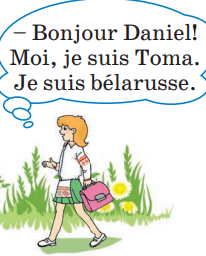 – Bonjour Daniel!
Moi, je suis Toma.
Je suis bélarusse.